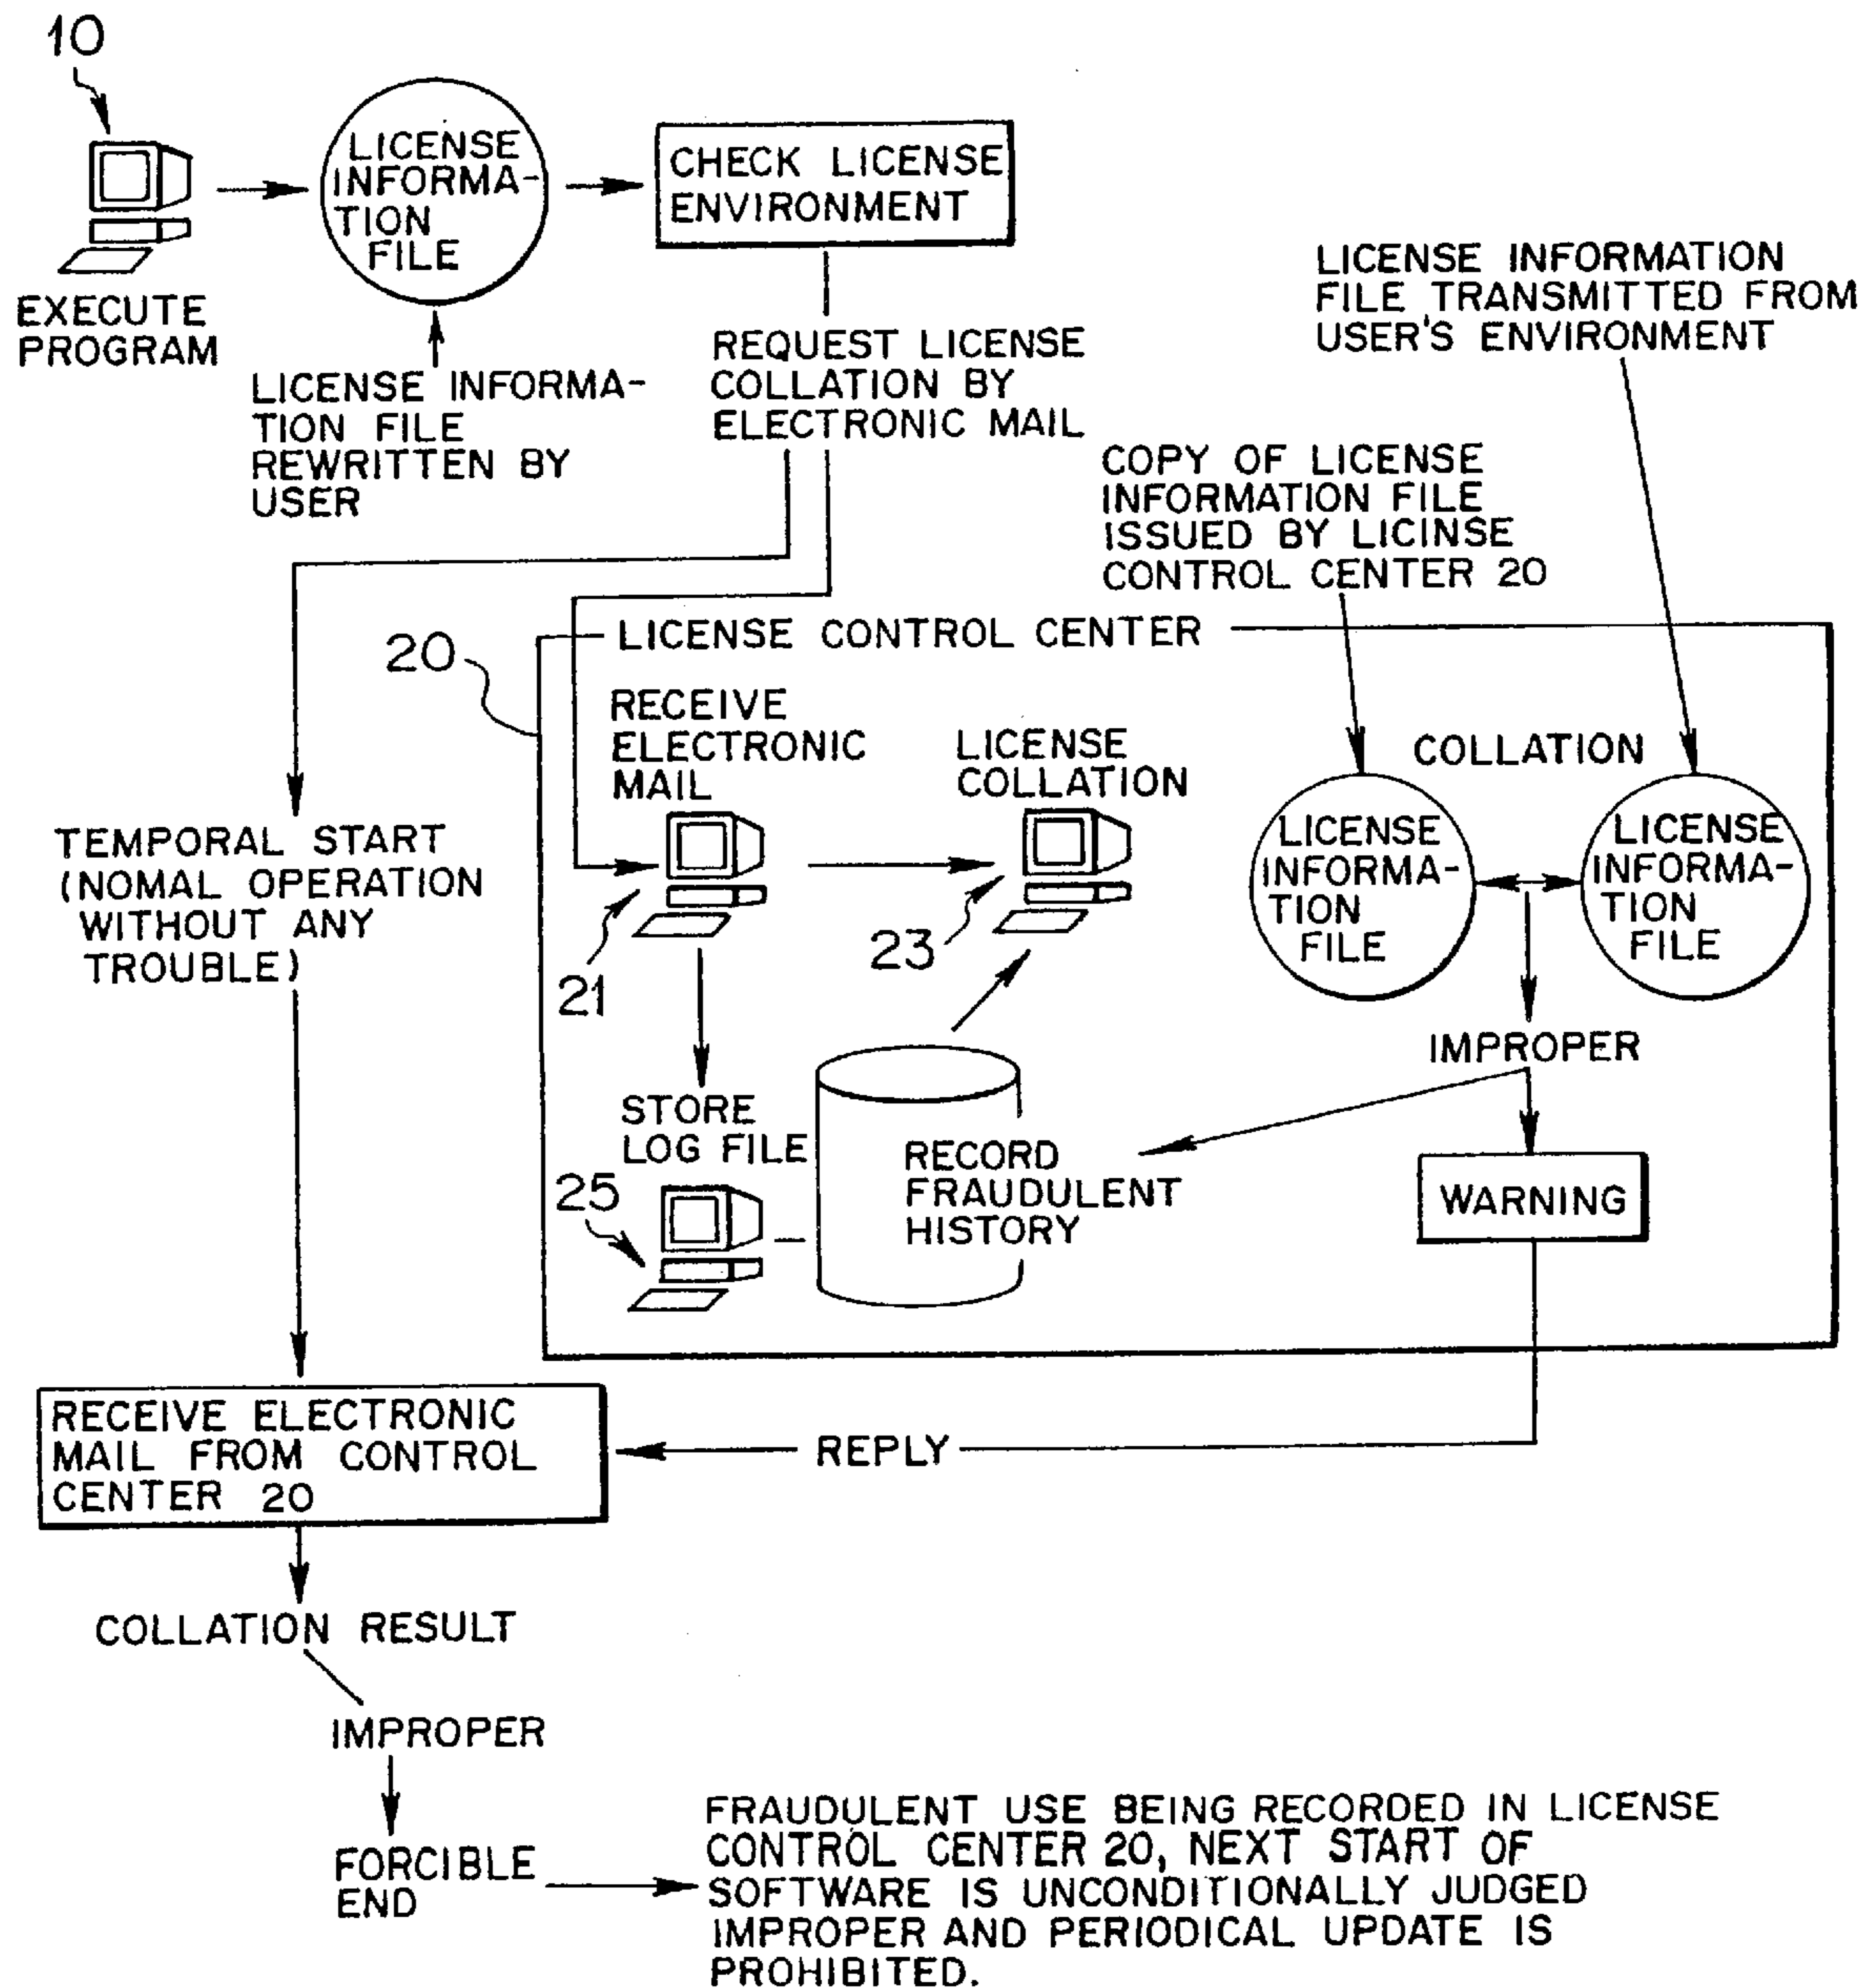 10
LICENSE
INFORMA-
TION
FILE
CHECK LICENSE
ENVIRONMENT
EXECUTE
PROGRAM
LICENSE INFORMA-
TION FILE
REWRITTEN BY
USER
REQUEST LICENSE
COLLATION BY
ELECTRONIC MAIL
LICENSE INFORMATION
FILE TRANSMITTED FROM
USER'S ENVIRONMENT
COPY OF LICENSE
INFORMATION FILE
ISSUED BY LICINSE
CONTROL CENTER 20
20
LICENSE CONTROL CENTER
RECEIVE
ELECTRONIC
MAIL
LICENSE
COLLATION
COLLATION
LICENSE
INFORMA-
TION
FILE
LICENSE
INFORMA-
TION
FILE
TEMPORAL START
(NOMAL OPERATION
WITHOUT ANY
TROUBLE)
21
23
IMPROPER
STORE
LOG FILE
25
RECORD
FRAUDULENT
HISTORY
WARNING
RECEIVE ELECTRONIC
MAIL FROM CONTROL
CENTER 20
REPLY
COLLATION RESULT
IMPROPER
FORCIBLE
END
FRAUDULENT USE BEING RECORDED IN LICENSE
CONTROL CENTER 20, NEXT START OF
SOFTWARE IS UNCONDITIONALLY JUDGED
IMPROPER AND PERIODICAL UPDATE IS
PROHIBITED.